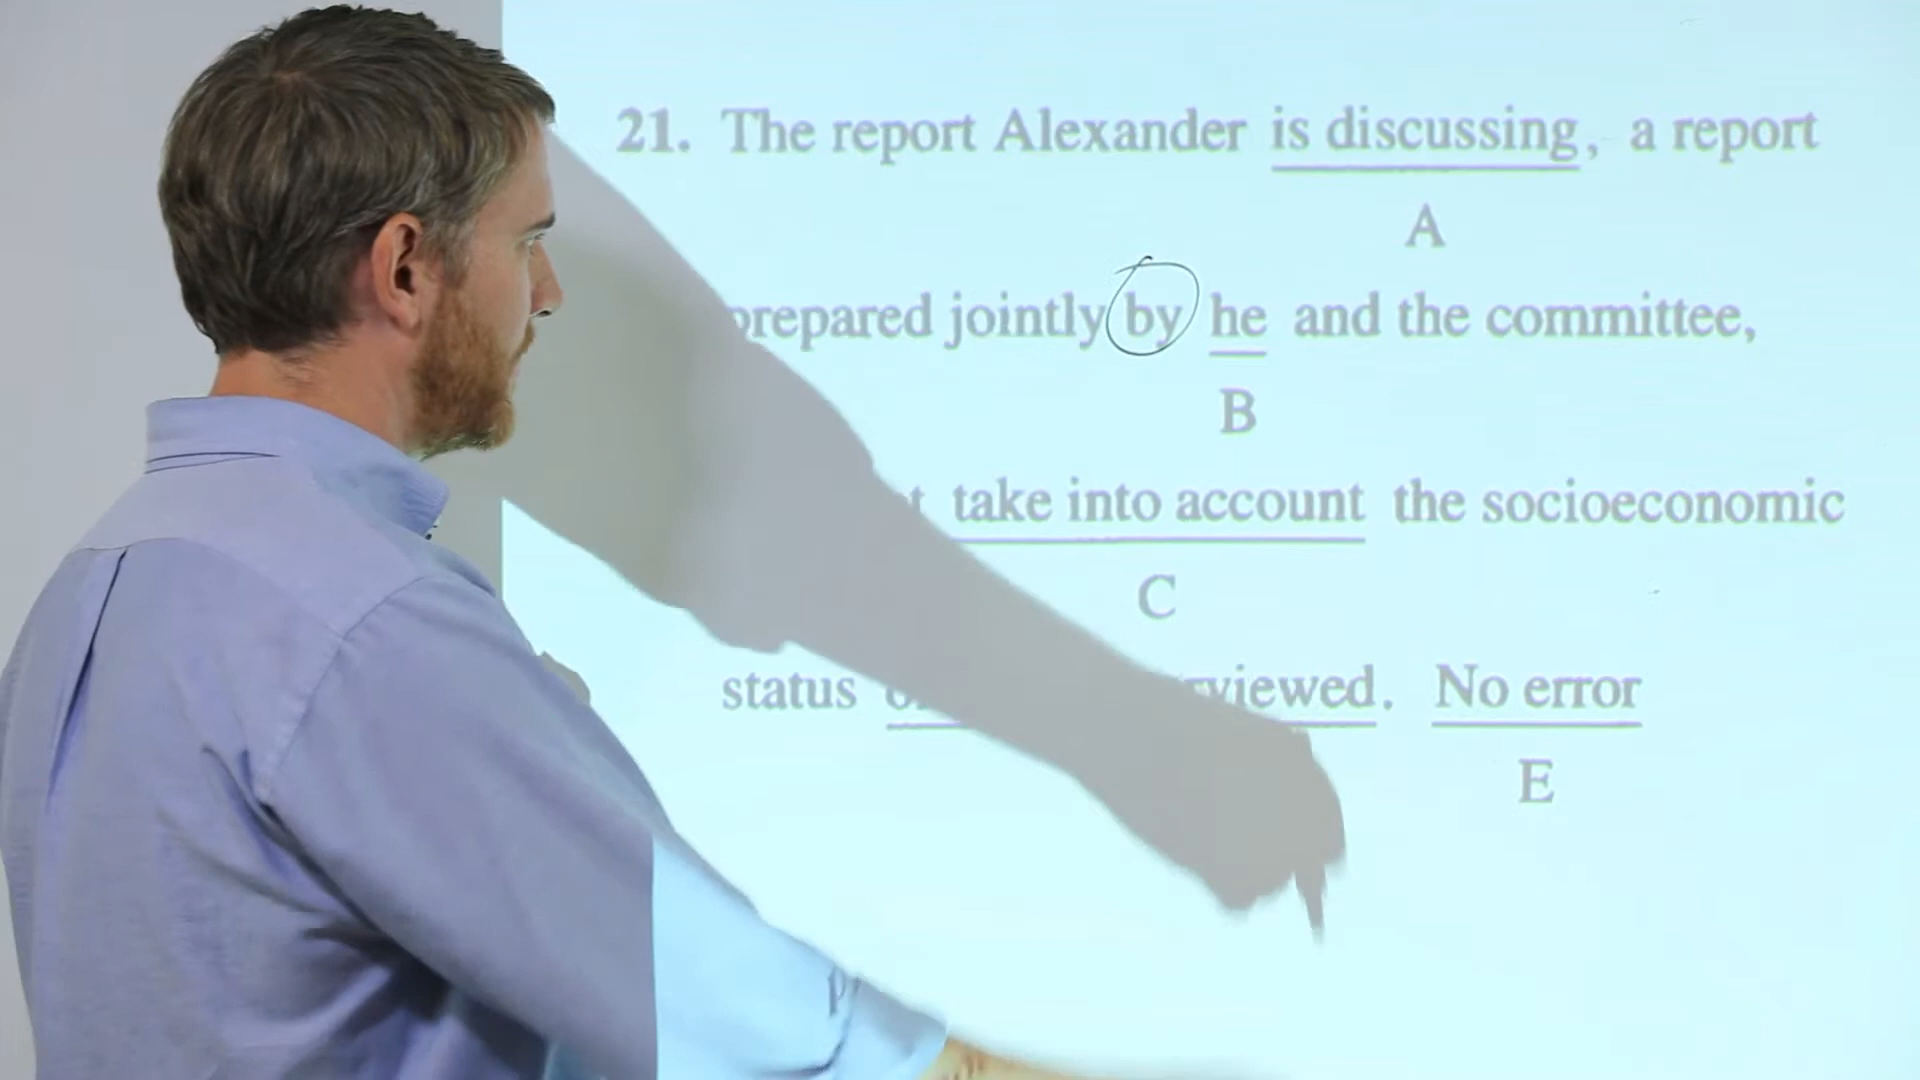 21. The report Alexander is discussing, a report
A
prepared jointly by he and the committee,
B
take into account the socioeconomic
C
status
No error
E